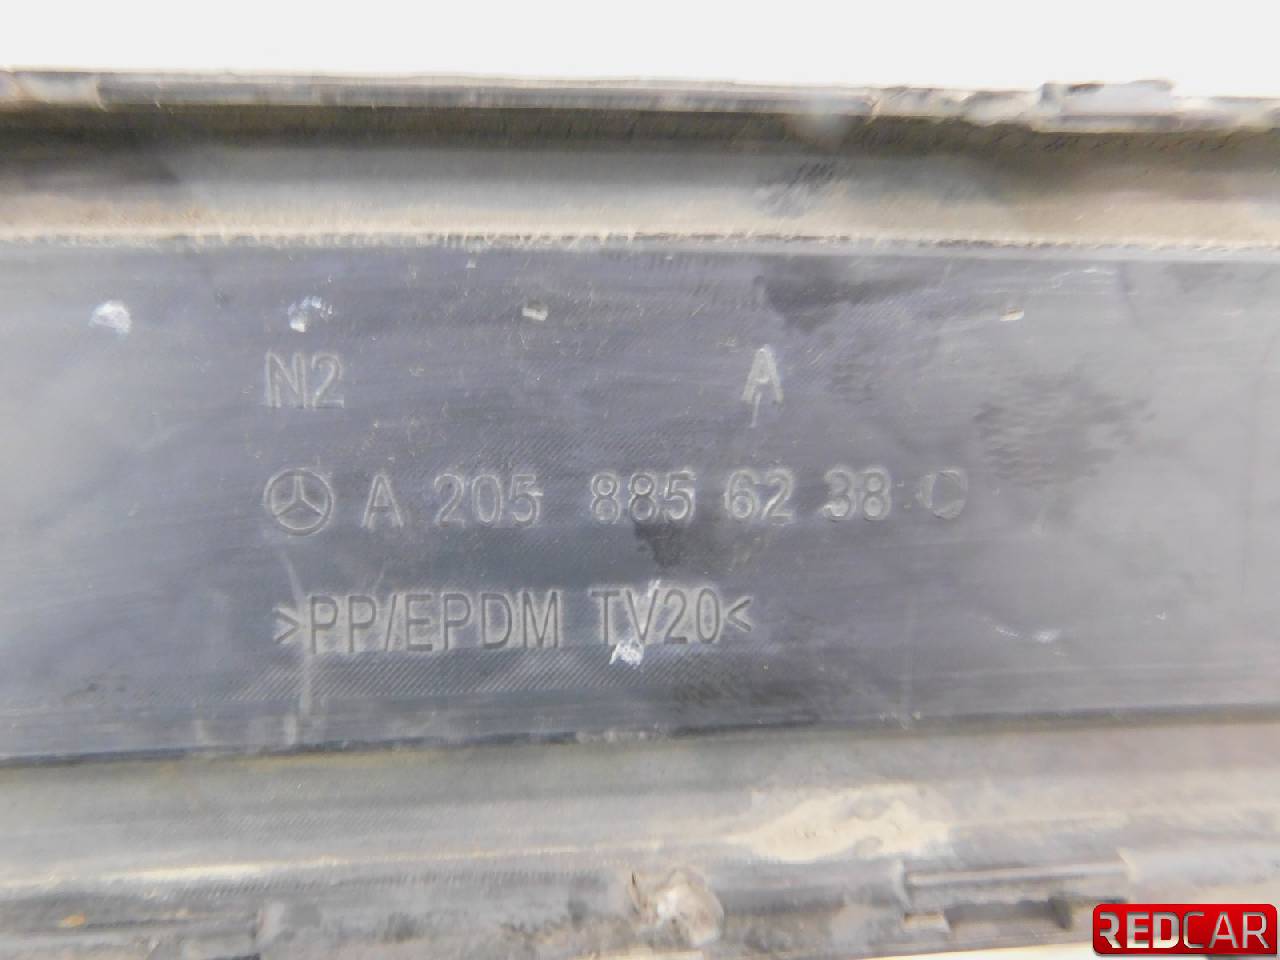 N2 A
A 205 885 62 38
>PP/EPDM TV20<
REDCAR